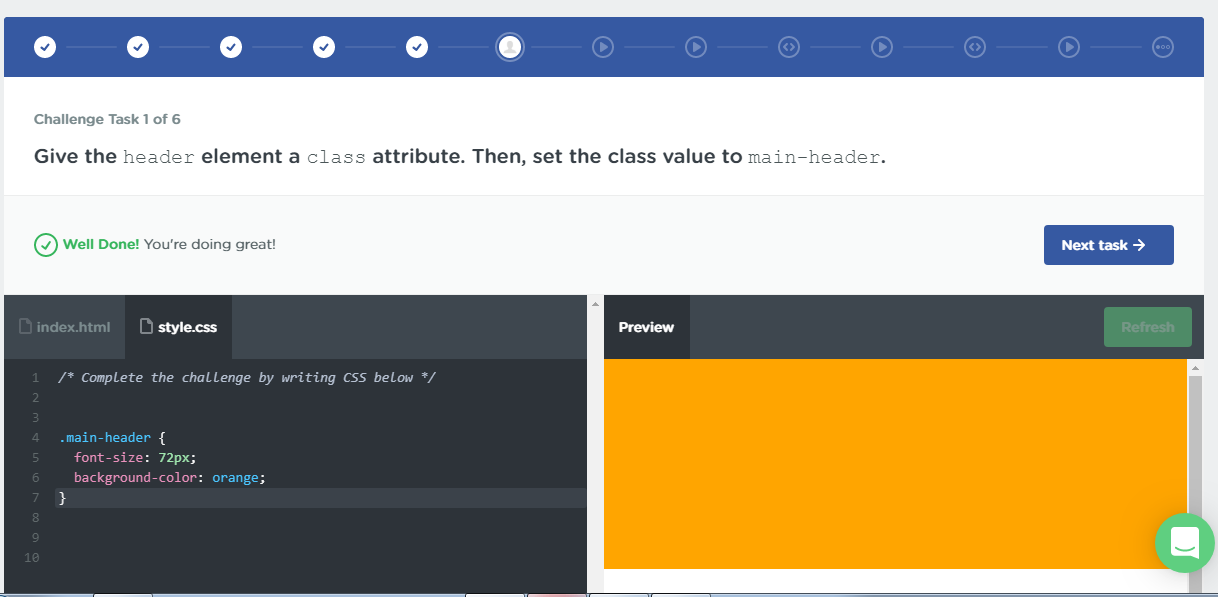 Challenge Task 1 of 6
Give the header element a class attribute. Then, set the class value to main-header.
Well Done! You're doing great!
Next task →
index.html
style.css
Preview
Refresh
1 /* Complete the challenge by writing CSS below */
2
3
4 .main-header {
5 font-size: 72px;
6 background-color: orange;
7 }
8
9
10